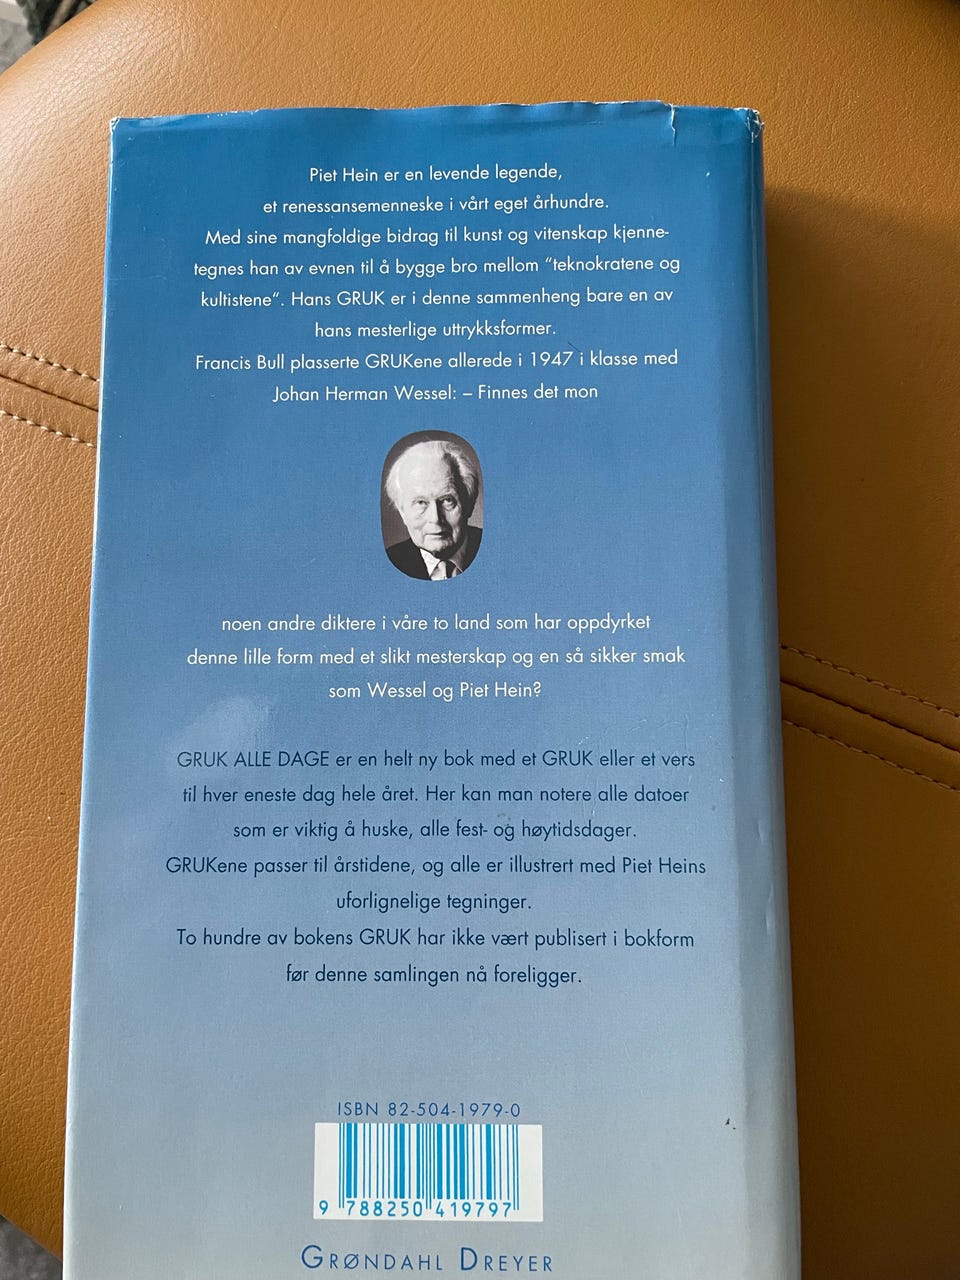 Piet Hein er en levende legende,
et renessansemenneske i vårt eget århundre.
Med sine mangfoldige bidrag til kunst og vitenskap kjenne-
tegnes han av evnen til å bygge bro mellom "teknokratene og
kultistene". Hans GRUK er i denne sammenheng bare en av
hans mesterlige uttrykksformer.
Francis Bull plasserte GRUKene allerede i 1947 i klasse med
Johan Herman Wessel: – Finnes det mon
noen andre diktere i våre to land som har oppdyrket
denne lille form med et slikt mesterskap og en så sikker smak
som Wessel og Piet Hein?
GRUK ALLE DAGE er en helt ny bok med et GRUK eller et vers
til hver eneste dag hele året. Her kan man notere alle datoer
som er viktig å huske, alle fest- og høytidsdager.
GRUKene passer til årstidene, og alle er illustrert med Piet Heins
uforlignelige tegninger.
To hundre av bokens GRUK har ikke vært publisert i bokform
før denne samlingen nå foreligger.
ISBN 82-504-1979-0
9 788250 419797
GRØNDAHL DREYER